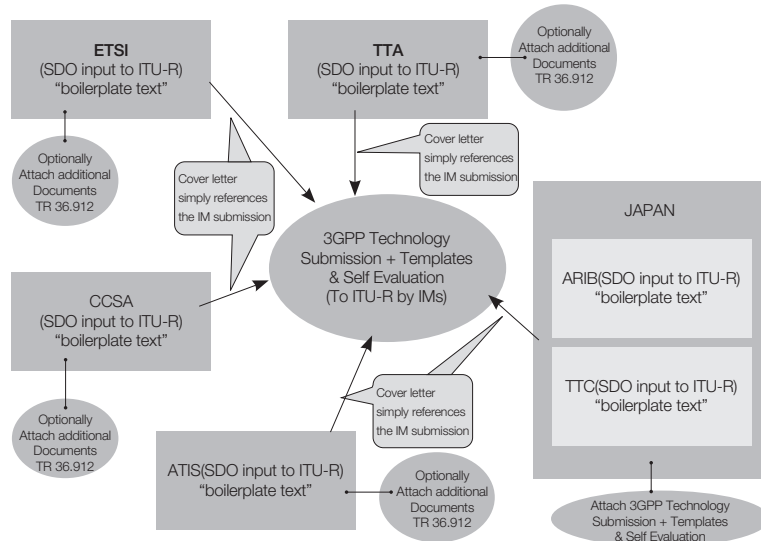 ETSI
(SDO input to ITU-R)
“boilerplate text”
TTA
(SDO input to ITU-R)
“boilerplate text”
Optionally
Attach additional
Documents
TR 36.912
Optionally
Attach additional
Documents
TR 36.912
Cover letter
simply references
the IM submission
Cover letter
simply references
the IM submission
JAPAN
ARIB(SDO input to ITU-R)
“boilerplate text”
TTC(SDO input to ITU-R)
“boilerplate text”
3GPP Technology
Submission + Templates
& Self Evaluation
(To ITU-R by IMs)
CCSA
(SDO input to ITU-R)
“boilerplate text”
Optionally
Attach additional
Documents
TR 36.912
Cover letter
simply references
the IM submission
ATIS(SDO input to ITU-R)
“boilerplate text”
Optionally
Attach additional
Documents
TR 36.912
Attach 3GPP Technology
Submission + Templates
& Self Evaluation